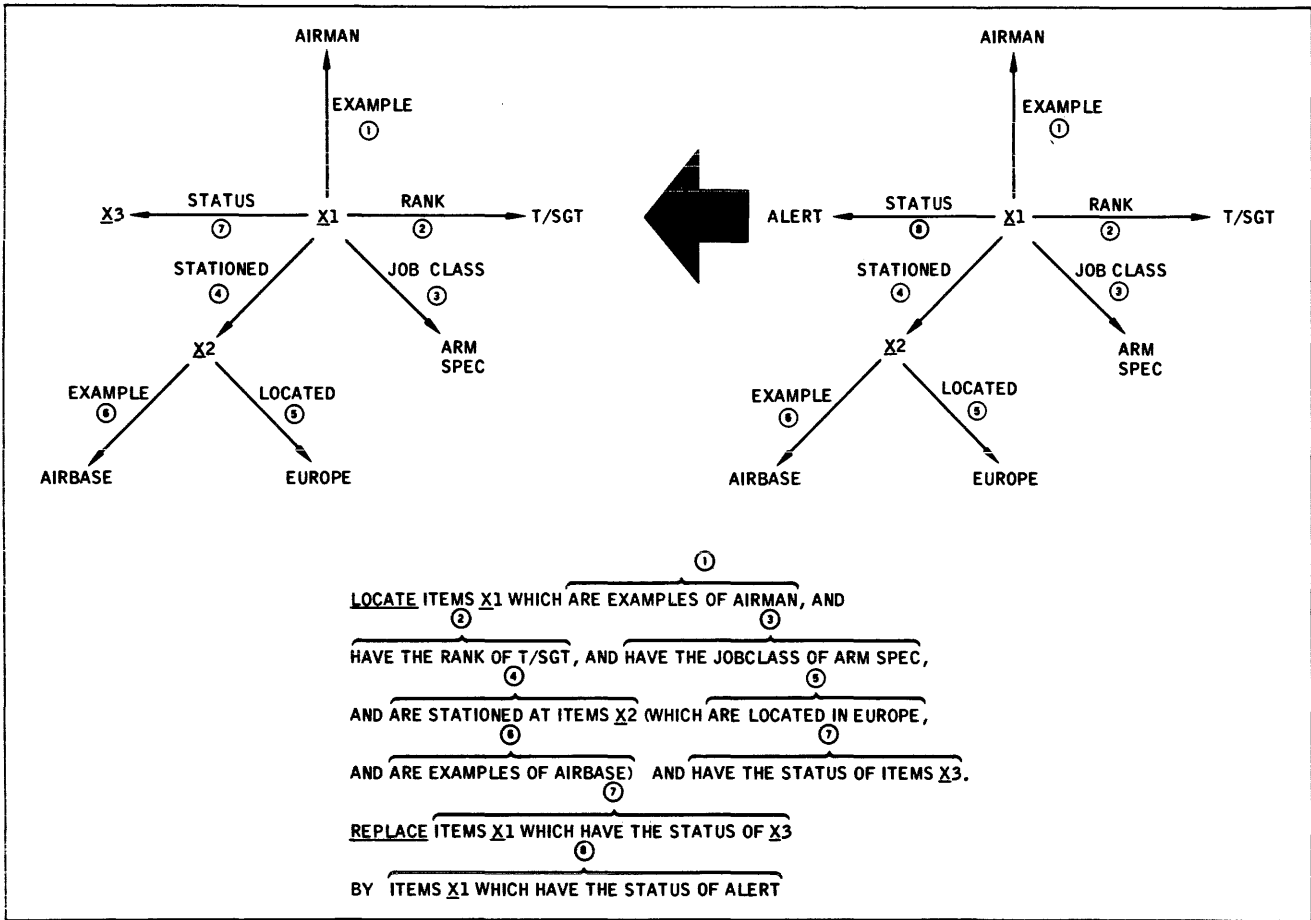 AIRMAN
EXAMPLE
①
X3
STATUS
⑦
X1
RANK
②
T/SGT
STATIONED
④
JOB CLASS
③
X2
ARM
SPEC
EXAMPLE
⑥
LOCATED
⑤
AIRBASE
EUROPE
AIRMAN
EXAMPLE
①
ALERT
STATUS
⑧
X1
RANK
②
T/SGT
STATIONED
④
JOB CLASS
③
X2
ARM
SPEC
EXAMPLE
⑥
LOCATED
⑤
AIRBASE
EUROPE
①
LOCATE ITEMS X1 WHICH ARE EXAMPLES OF AIRMAN, AND
② ③
HAVE THE RANK OF T/SGT, AND HAVE THE JOBCLASS OF ARM SPEC,
④ ⑤
AND ARE STATIONED AT ITEMS X2 (WHICH ARE LOCATED IN EUROPE,
⑥ ⑦
AND ARE EXAMPLES OF AIRBASE) AND HAVE THE STATUS OF ITEMS X3.
⑦
REPLACE ITEMS X1 WHICH HAVE THE STATUS OF X3
⑧
BY ITEMS X1 WHICH HAVE THE STATUS OF ALERT